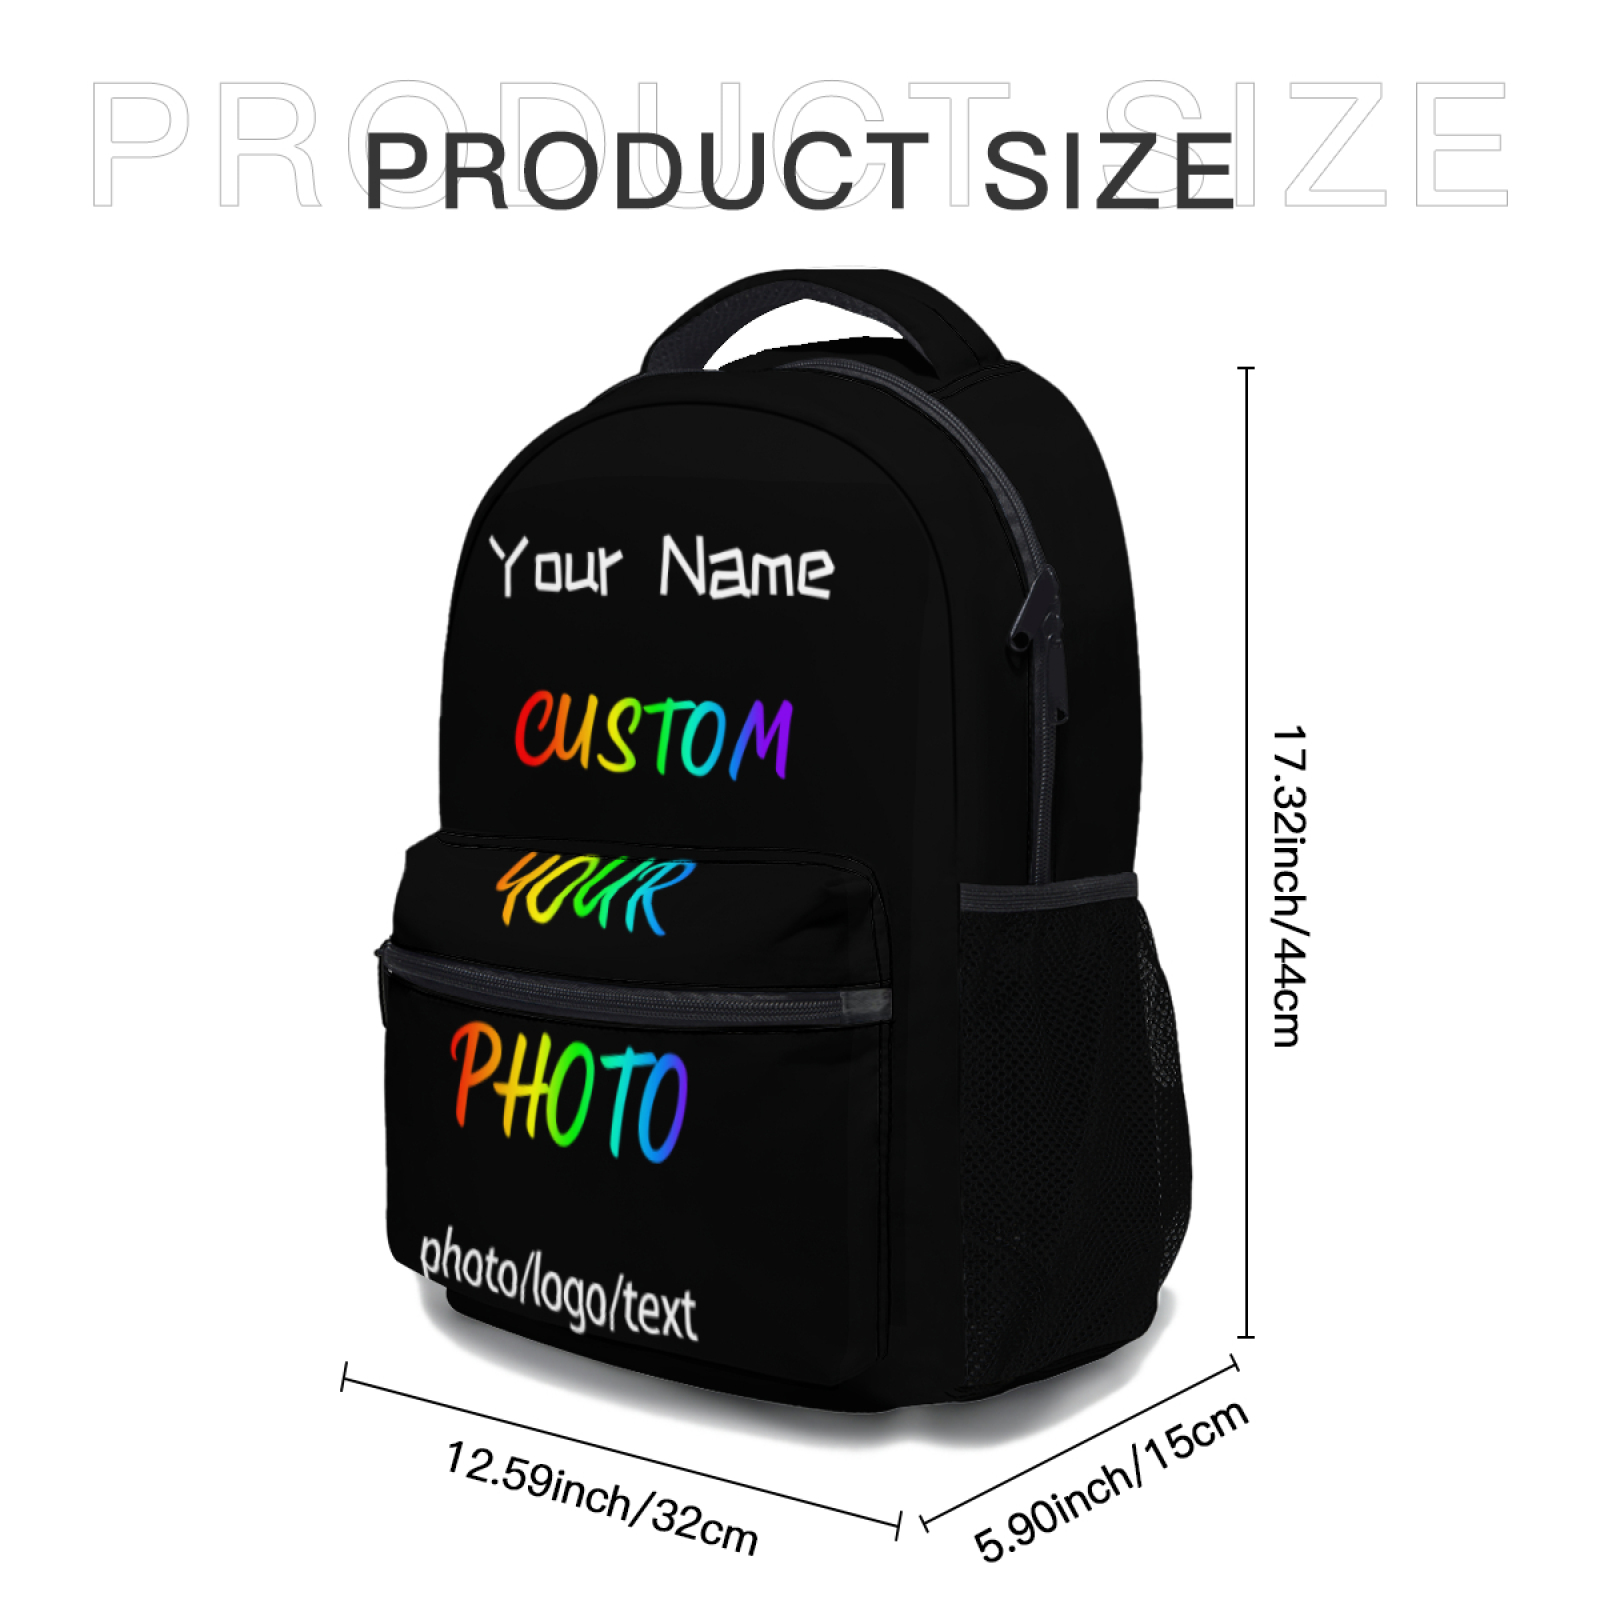 PRODUCT SIZE
PRODUCT SIZE
Your Name
CUSTOM
YOUR
PHOTO
photo/logo/text
17.32inch/44cm
12.59inch/32cm
5.90inch/15cm